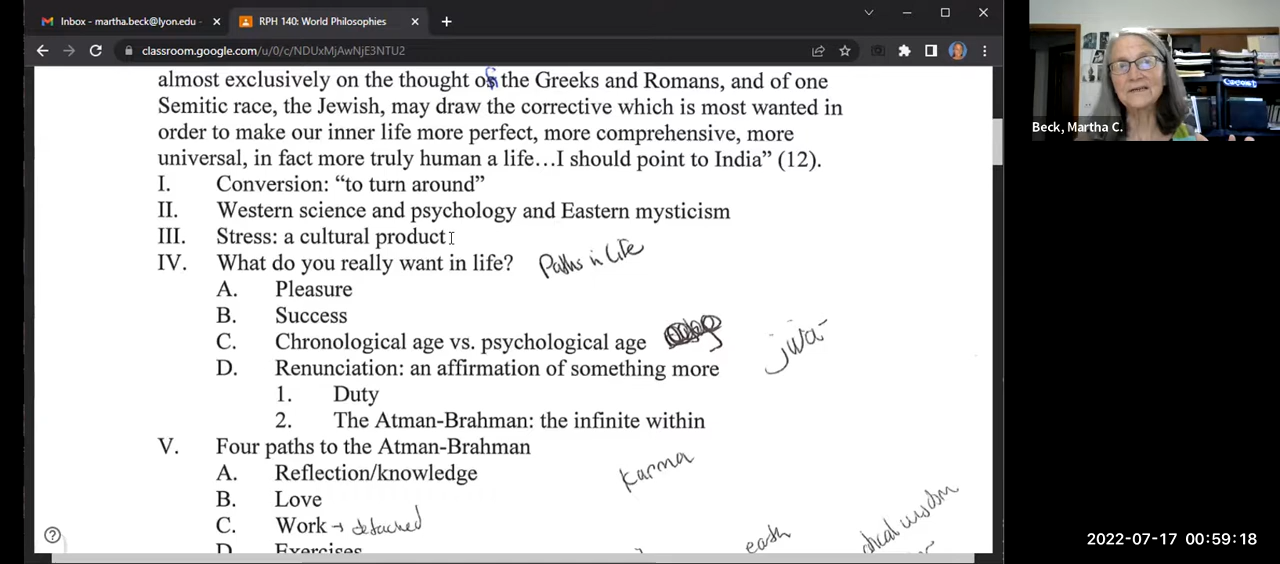 Inbox - martha.beck@lyon.edu -
RPH 140: World Philosophies
classroom.google.com/u/0/c/NDUxMjAwNjE3NTU2
almost exclusively on the thought of the Greeks and Romans, and of one
Semitic race, the Jewish, may draw the corrective which is most wanted in
order to make our inner life more perfect, more comprehensive, more
universal, in fact more truly human a life…I should point to India” (12).
I. Conversion: “to turn around”
II. Western science and psychology and Eastern mysticism
III. Stress: a cultural product
IV. What do you really want in life? Paths in Life
A. Pleasure
B. Success
C. Chronological age vs. psychological age
D. Renunciation: an affirmation of something more
jiva
1. Duty
2. The Atman-Brahman: the infinite within
V. Four paths to the Atman-Brahman
A. Reflection/knowledge
karma
B. Love
C. Work → detached
D. Exercises
earth
wisdom
Beck, Martha C.
2022-07-17 00:59:18